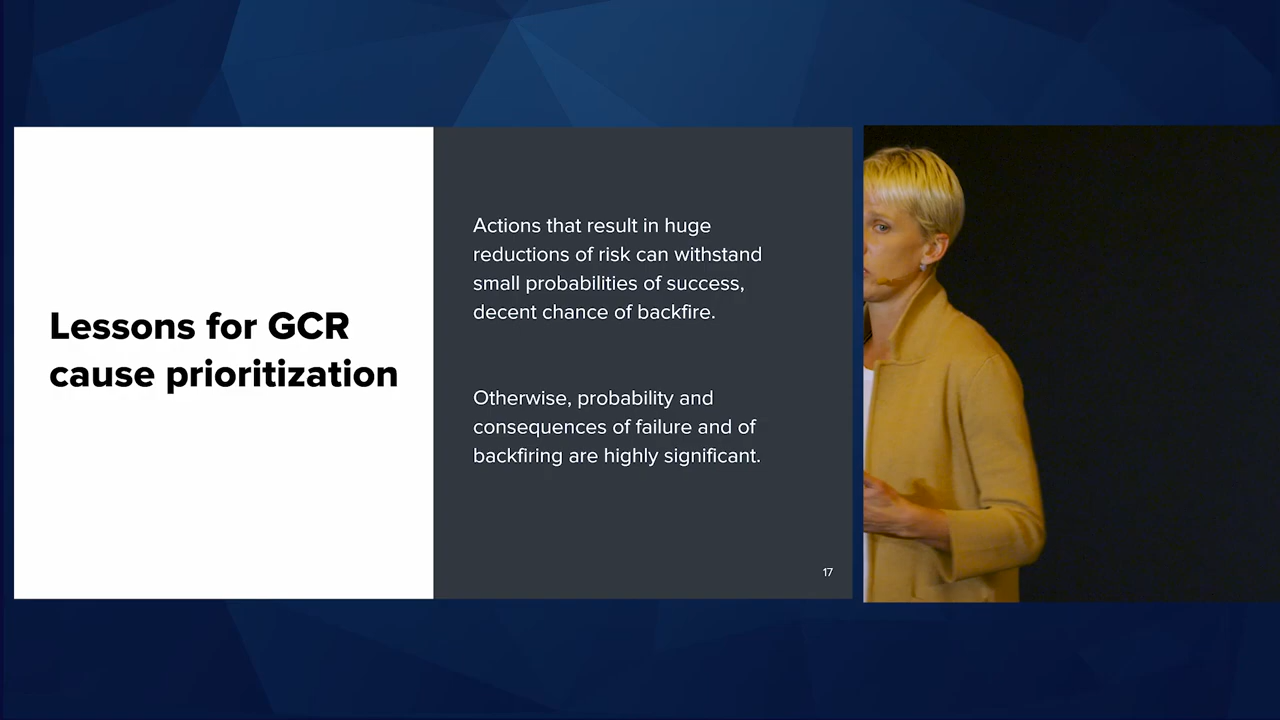 Lessons for GCR
cause prioritization
Actions that result in huge
reductions of risk can withstand
small probabilities of success,
decent chance of backfire.
Otherwise, probability and
consequences of failure and of
backfiring are highly significant.
17